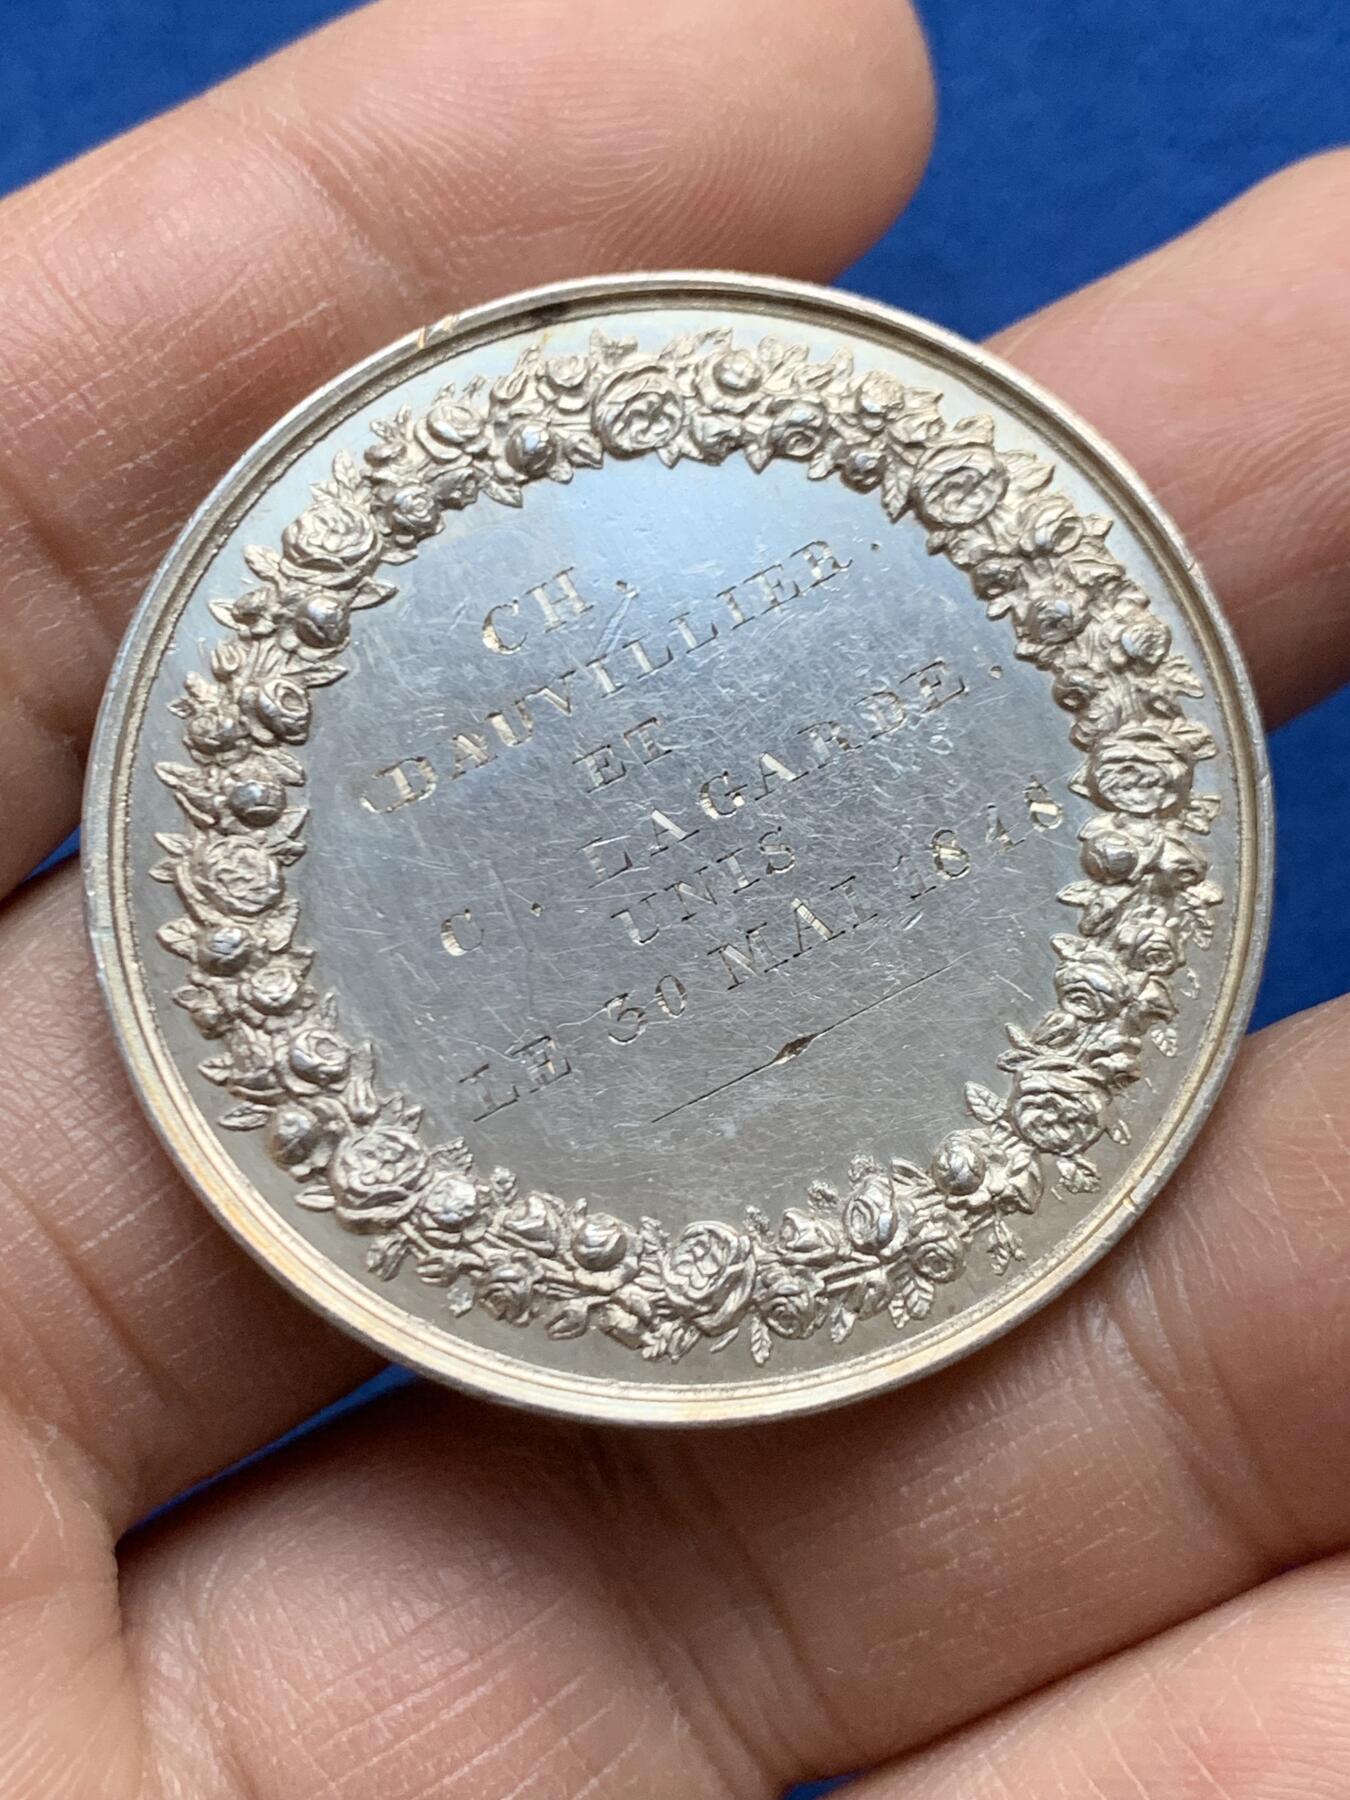 CH.
DAUVILLIER.
ET
C. LAGARDE.
UNIS
LE 30 MAI 1848